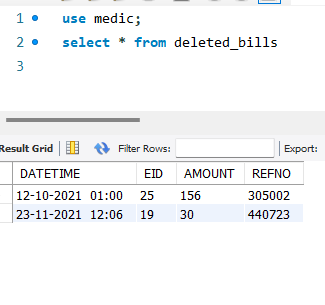 1 use medic;
2 select * from deleted_bills
3
Result Grid Filter Rows: Export:
DATETIME EID AMOUNT REFNO
12-10-2021 01:00 25 156 305002
23-11-2021 12:06 19 30 440723